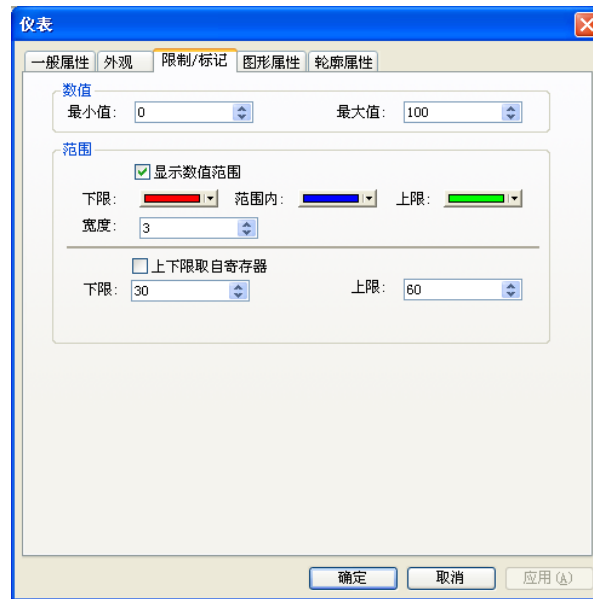 仪表
一般属性 外观 限制/标记 图形属性 轮廓属性
数值
最小值: 0 最大值: 100
范围
显示数值范围
下限: 范围内: 上限:
宽度: 3
上下限取自寄存器
下限: 30 上限: 60
确定 取消 应用(A)